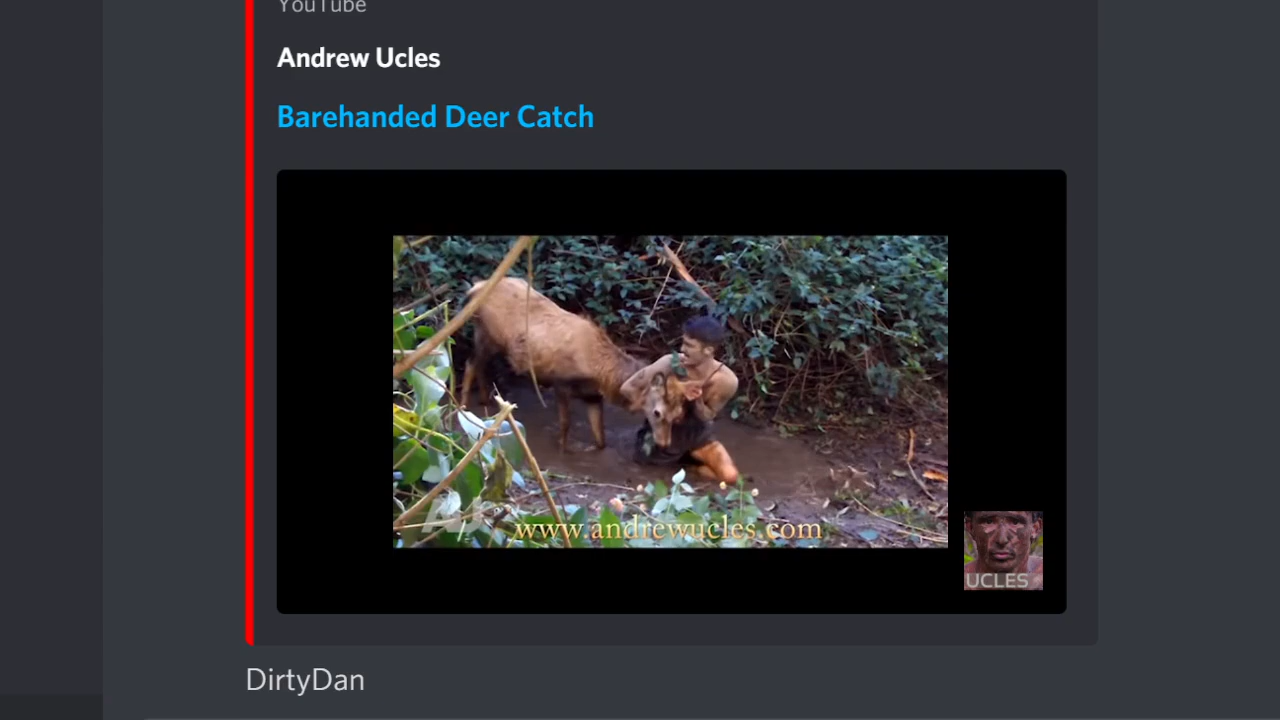 YouTube
Andrew Ucles
Barehanded Deer Catch
www.andrewucles.com
UCLES
DirtyDan